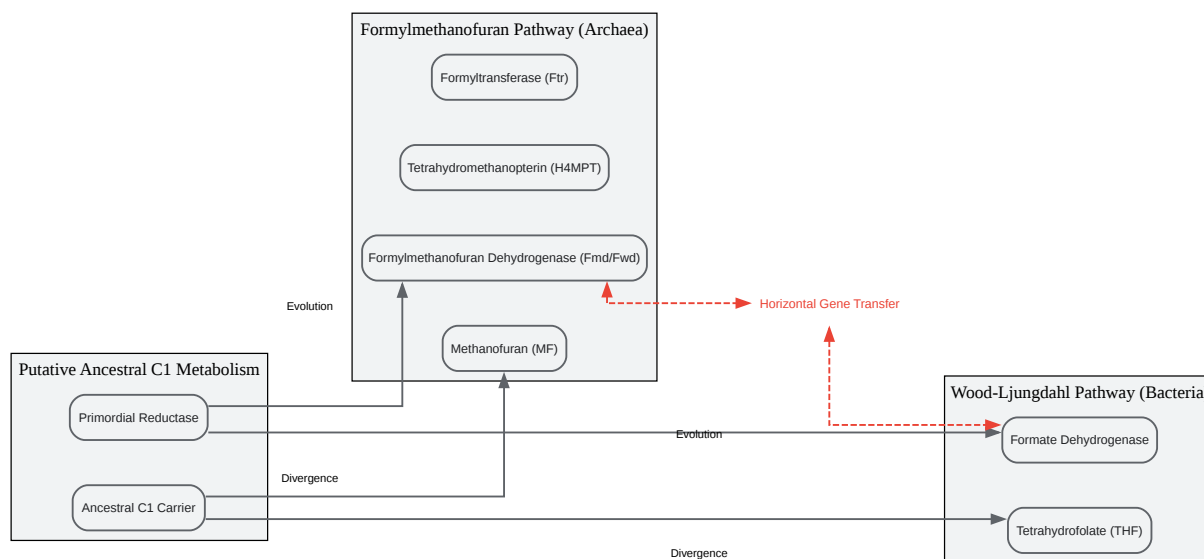 Formylmethanofuran Pathway (Archaea)
Formyltransferase (Ftr)
Tetrahydromethanopterin (H4MPT)
Formylmethanofuran Dehydrogenase (Fmd/Fwd)
Evolution
Horizontal Gene Transfer
Methanofuran (MF)
Putative Ancestral C1 Metabolism
Primordial Reductase
Wood-Ljungdahl Pathway (Bacteria
Evolution
Formate Dehydrogenase
Divergence
Ancestral C1 Carrier
Tetrahydrofolate (THF)
Divergence